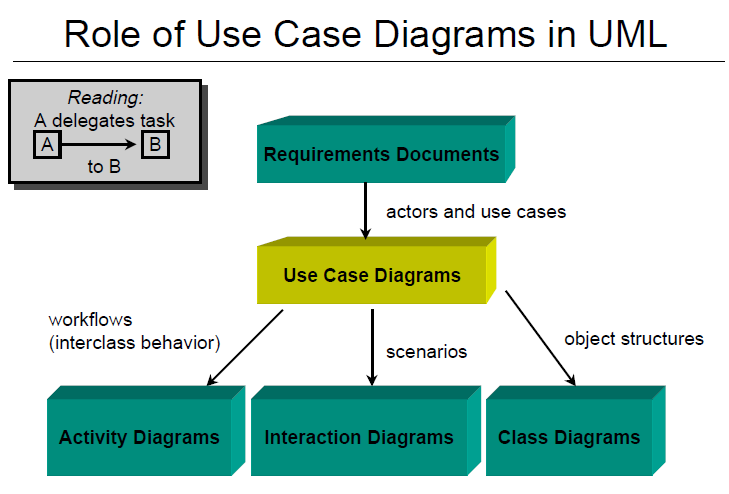 Role of Use Case Diagrams in UML
Reading:
A delegates task
A
B
to B
Requirements Documents
actors and use cases
Use Case Diagrams
workflows
(interclass behavior)
scenarios
object structures
Activity Diagrams
Interaction Diagrams
Class Diagrams